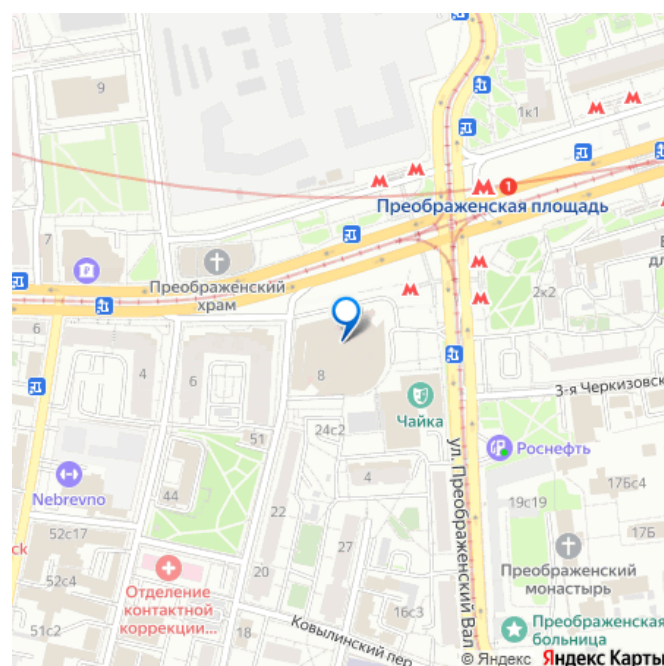 9
1к1
1
Преображенская площадь
7
Преображенский
храм
2к2
6
4
6
8
3-я Черкизовск
Чайка
24с2
51
Роснефть
ул. Преображенский Вал
4
44
22
17Бс4
Nebrevno
19с19
52с17
27
17Б
ck
20
Отделение
контактной
коррекции...
52с4
16с3
Преображенский
монастырь
51с2
Ковылинский пер.
Преображенская
больница
© Яндекс Яндекс Карты